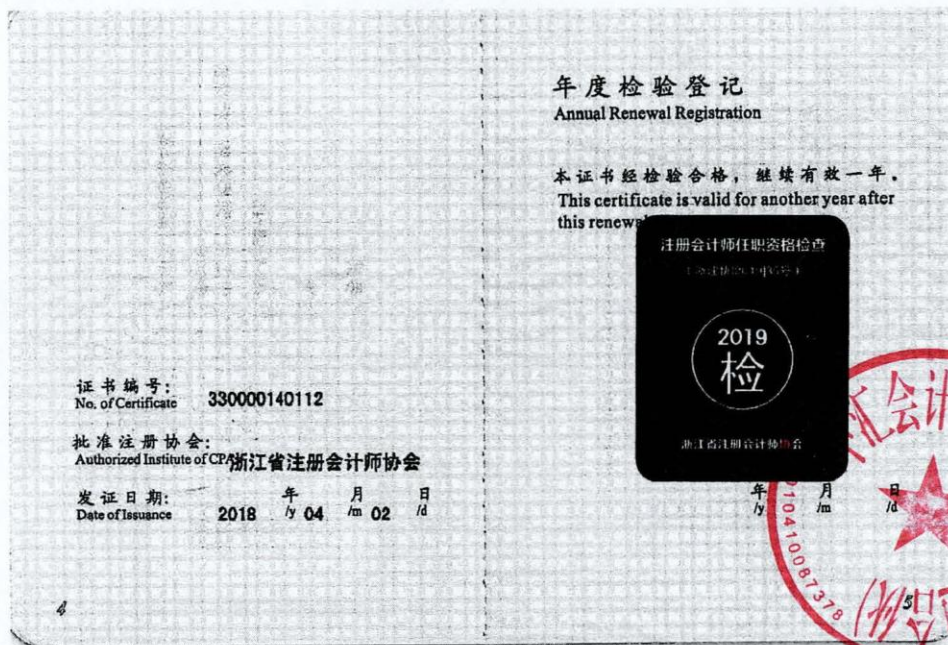 证书编号:
No. of Certificate 330000140112
批准注册协会:
Authorized Institute of CPA 浙江省注册会计师协会
发证日期: 年 月 日
Date of Issuance 2018 /y 04 /m 02 /d
4
年度检验登记
Annual Renewal Registration
本证书经检验合格，继续有效一年。
This certificate is valid for another year after
this renewal
注册会计师任职资格检查
2019
检
浙江省注册会计师协会
年 月 日
/y /m /d
汇会计
010410087378
5